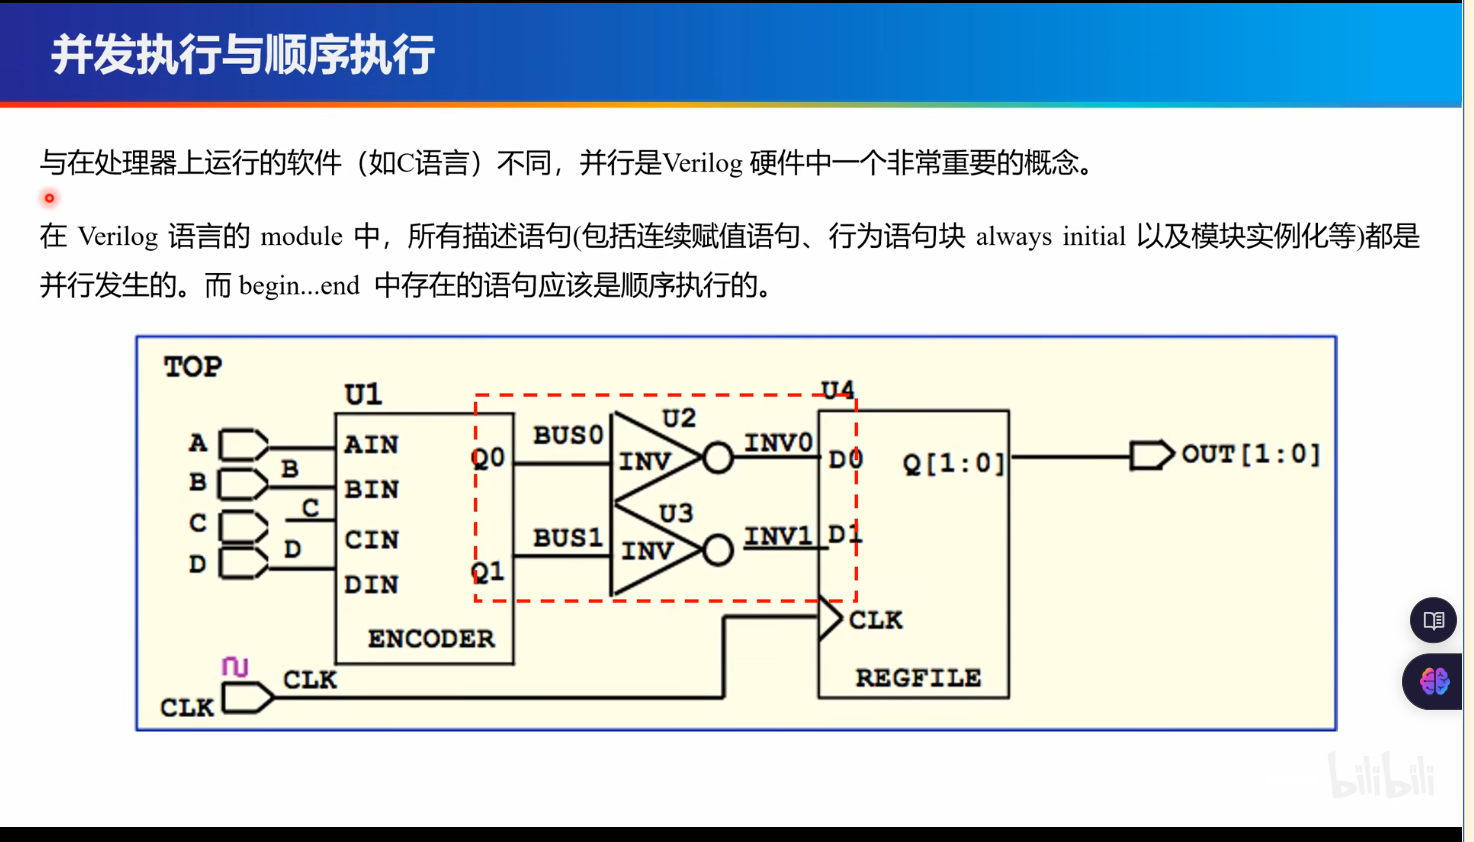 并发执行与顺序执行
与在处理器上运行的软件（如C语言）不同，并行是Verilog 硬件中一个非常重要的概念。
在 Verilog 语言的 module 中，所有描述语句(包括连续赋值语句、行为语句块 always initial 以及模块实例化等)都是
并行发生的。而 begin...end 中存在的语句应该是顺序执行的。
TOP
U1
U4
U2
A
AIN
BUS0
INV
INV0
D0
Q[1:0]
OUT[1:0]
B
B
BIN
Q0
C
C
CIN
U3
D
D
DIN
Q1
BUS1
INV
INV1
D1
ENCODER
CLK
CLK
CLK
REGFILE
bilibili